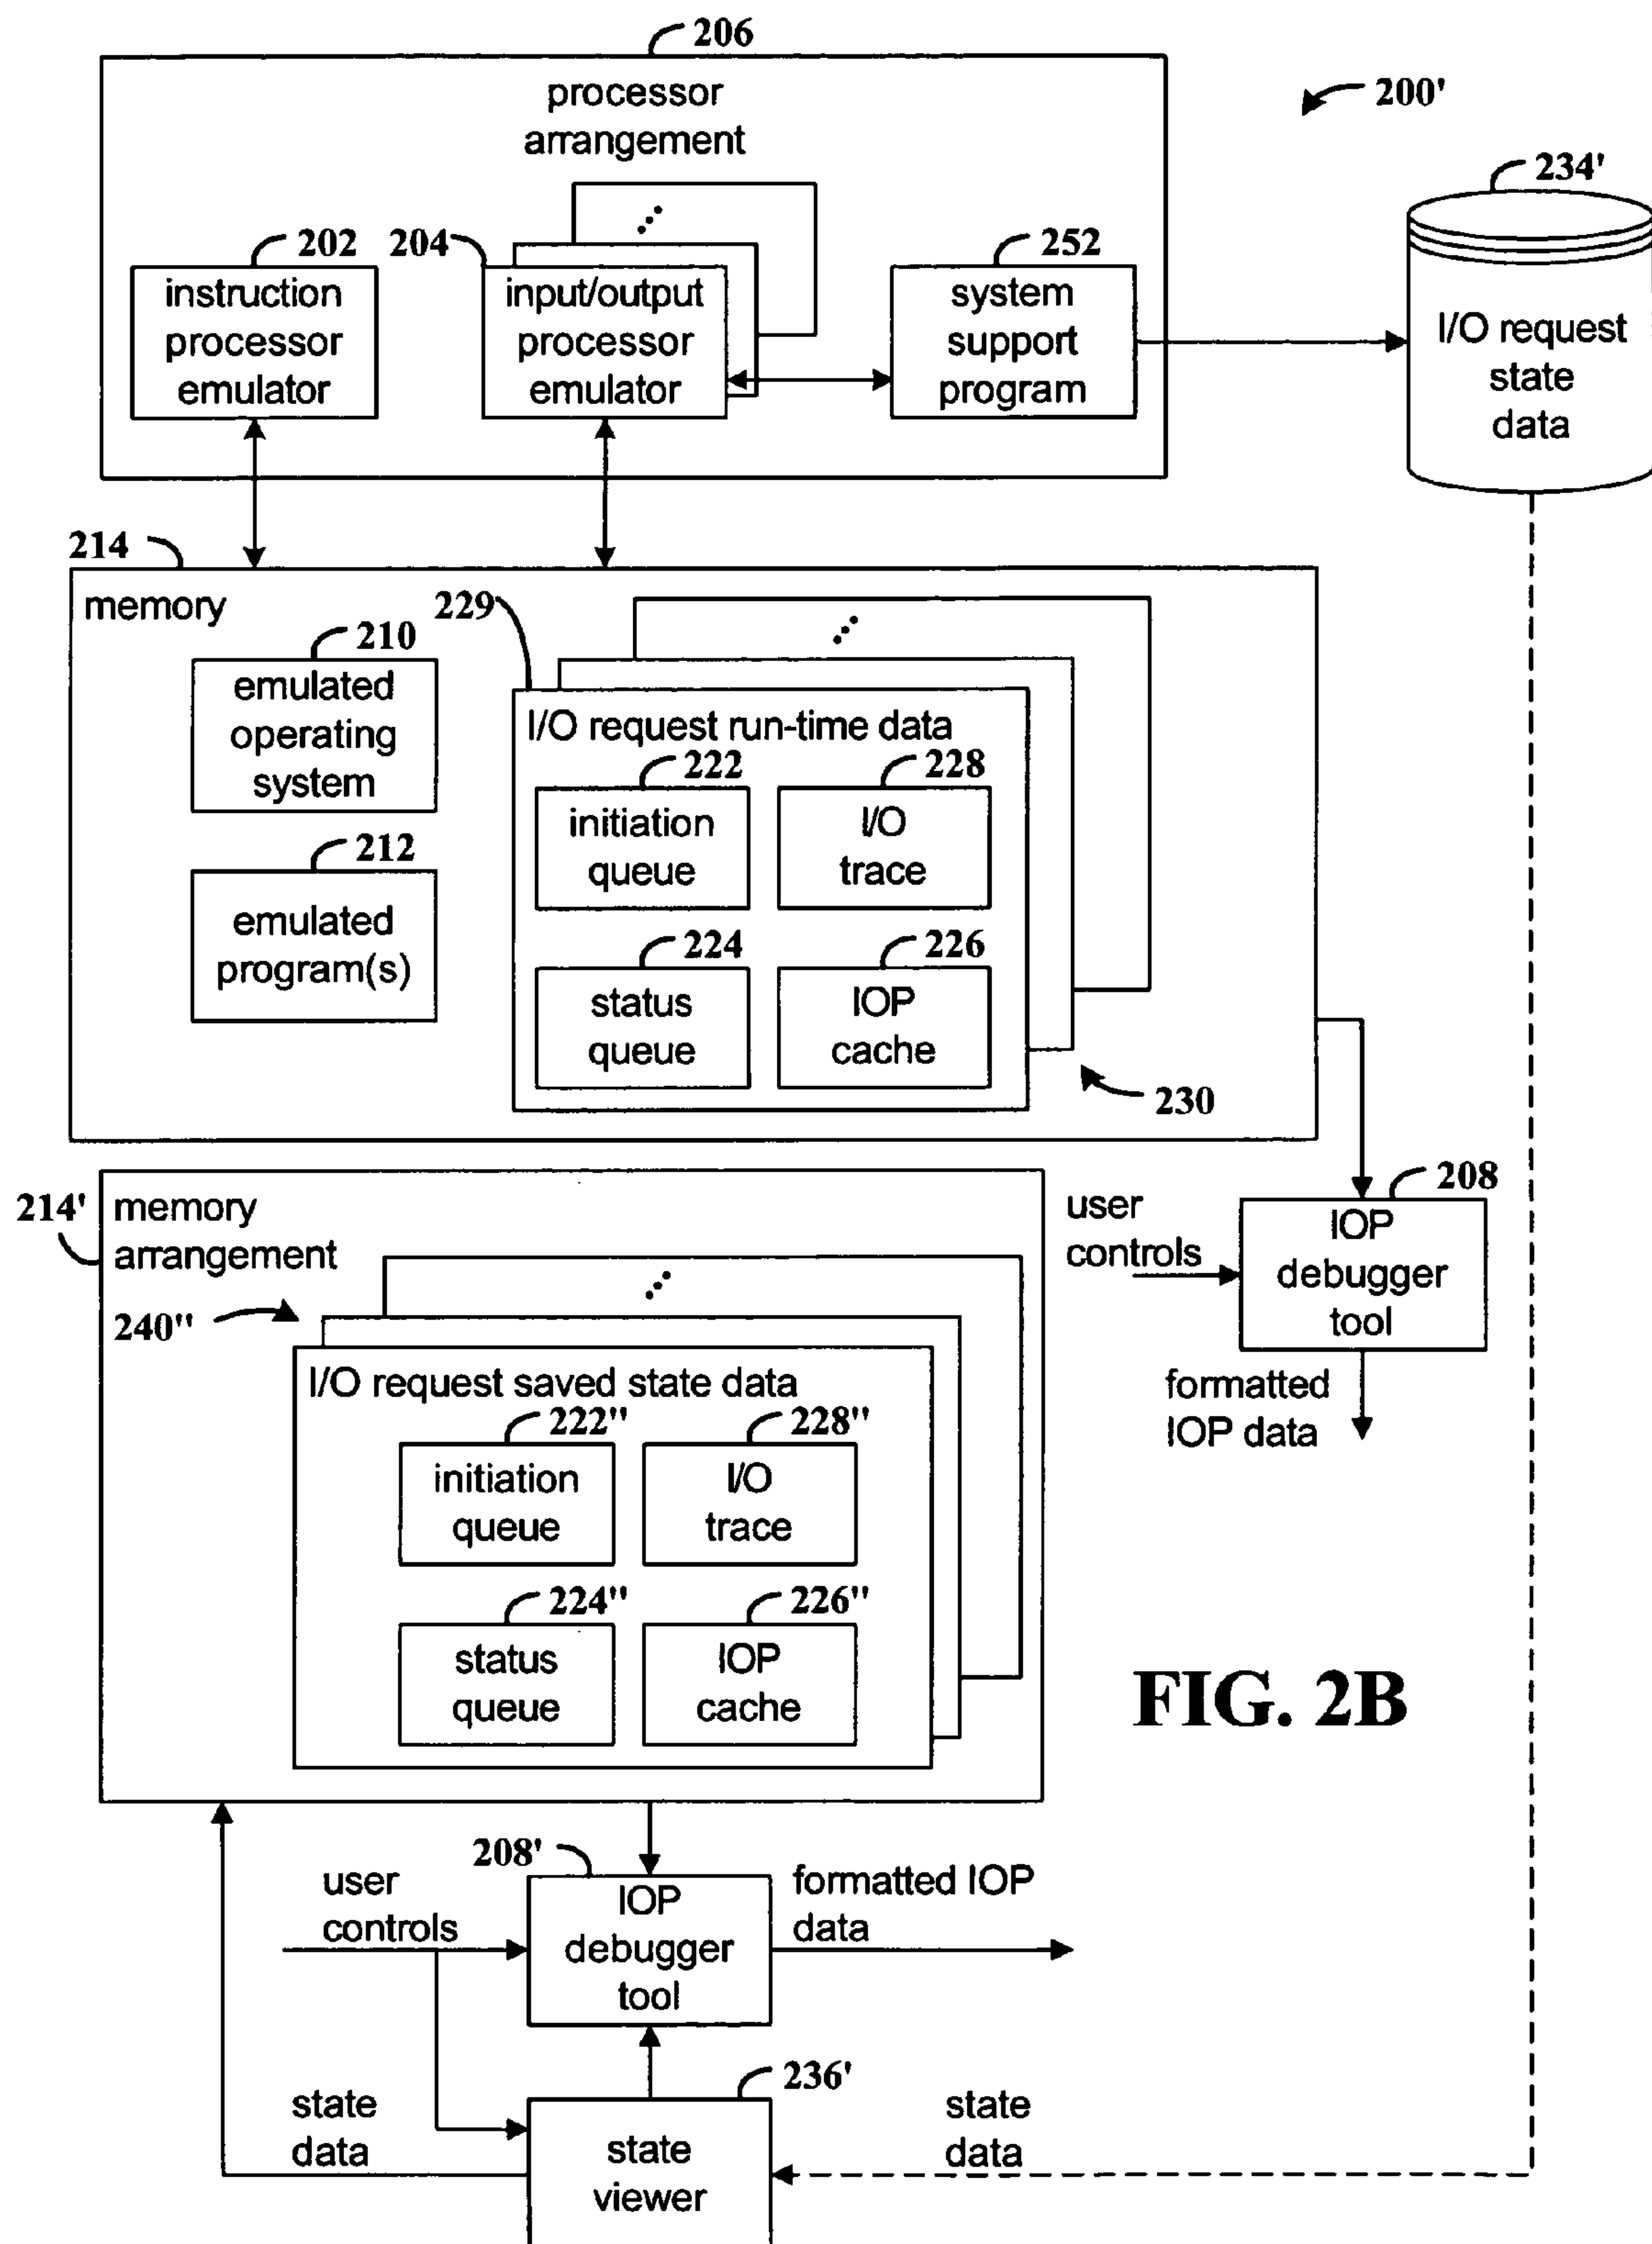 206
processor
arrangement
200'
234'
202
204
252
instruction
processor
emulator
input/output
processor
emulator
system
support
program
I/O request
state
data
214
memory
229
210
emulated
operating
system
I/O request run-time data
222
228
initiation
queue
I/O
trace
212
emulated
program(s)
224
226
status
queue
IOP
cache
230
214'
memory
arrangement
user
controls
208
IOP
debugger
tool
240"
I/O request saved state data
formatted
IOP data
222"
228"
initiation
queue
I/O
trace
224"
226"
status
queue
IOP
cache
FIG. 2B
208'
user
controls
IOP
debugger
tool
formatted IOP
data
236'
state
data
state
viewer
state
data